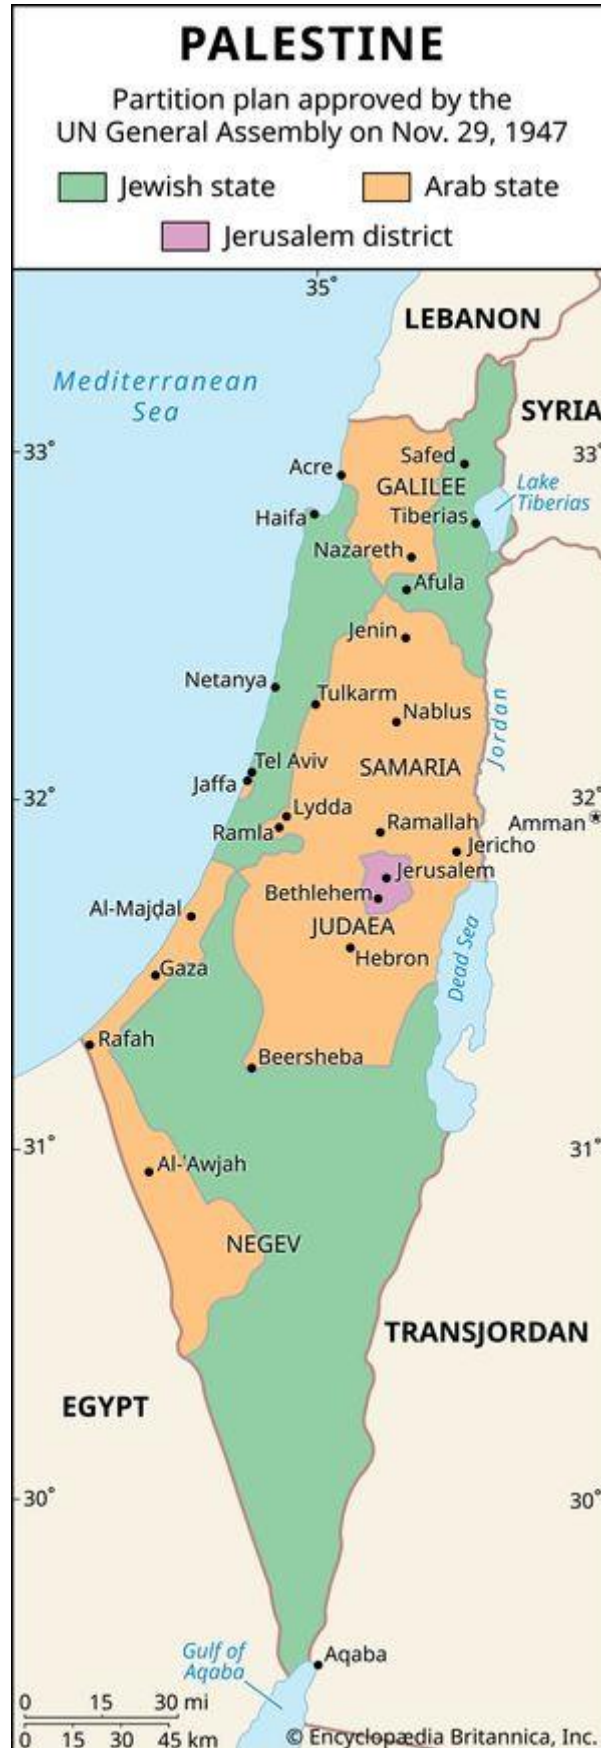 PALESTINE
Partition plan approved by the
UN General Assembly on Nov. 29, 1947
Jewish state
Arab state
Jerusalem district
35°
LEBANON
Mediterranean
Sea
SYRIA
33°
33°
Safed
Acre
GALILEE
Lake
Tiberias
Haifa
Tiberias
Nazareth
Afula
Jenin
Netanya
Tulkarm
Nablus
Jordan
Tel Aviv
SAMARIA
Jaffa
32°
32°
Lydda
Ramla
Ramallah
Amman
Jericho
Jerusalem
Bethlehem
Al-Majḍal
JUDAEA
Hebron
Dead Sea
Gaza
Rafah
Beersheba
31°
31°
Al-ʿAwjah
NEGEV
TRANSJORDAN
EGYPT
30°
30°
Gulf of
Aqaba
Aqaba
0 15 30 mi
0 15 30 45 km
© Encyclopædia Britannica, Inc.